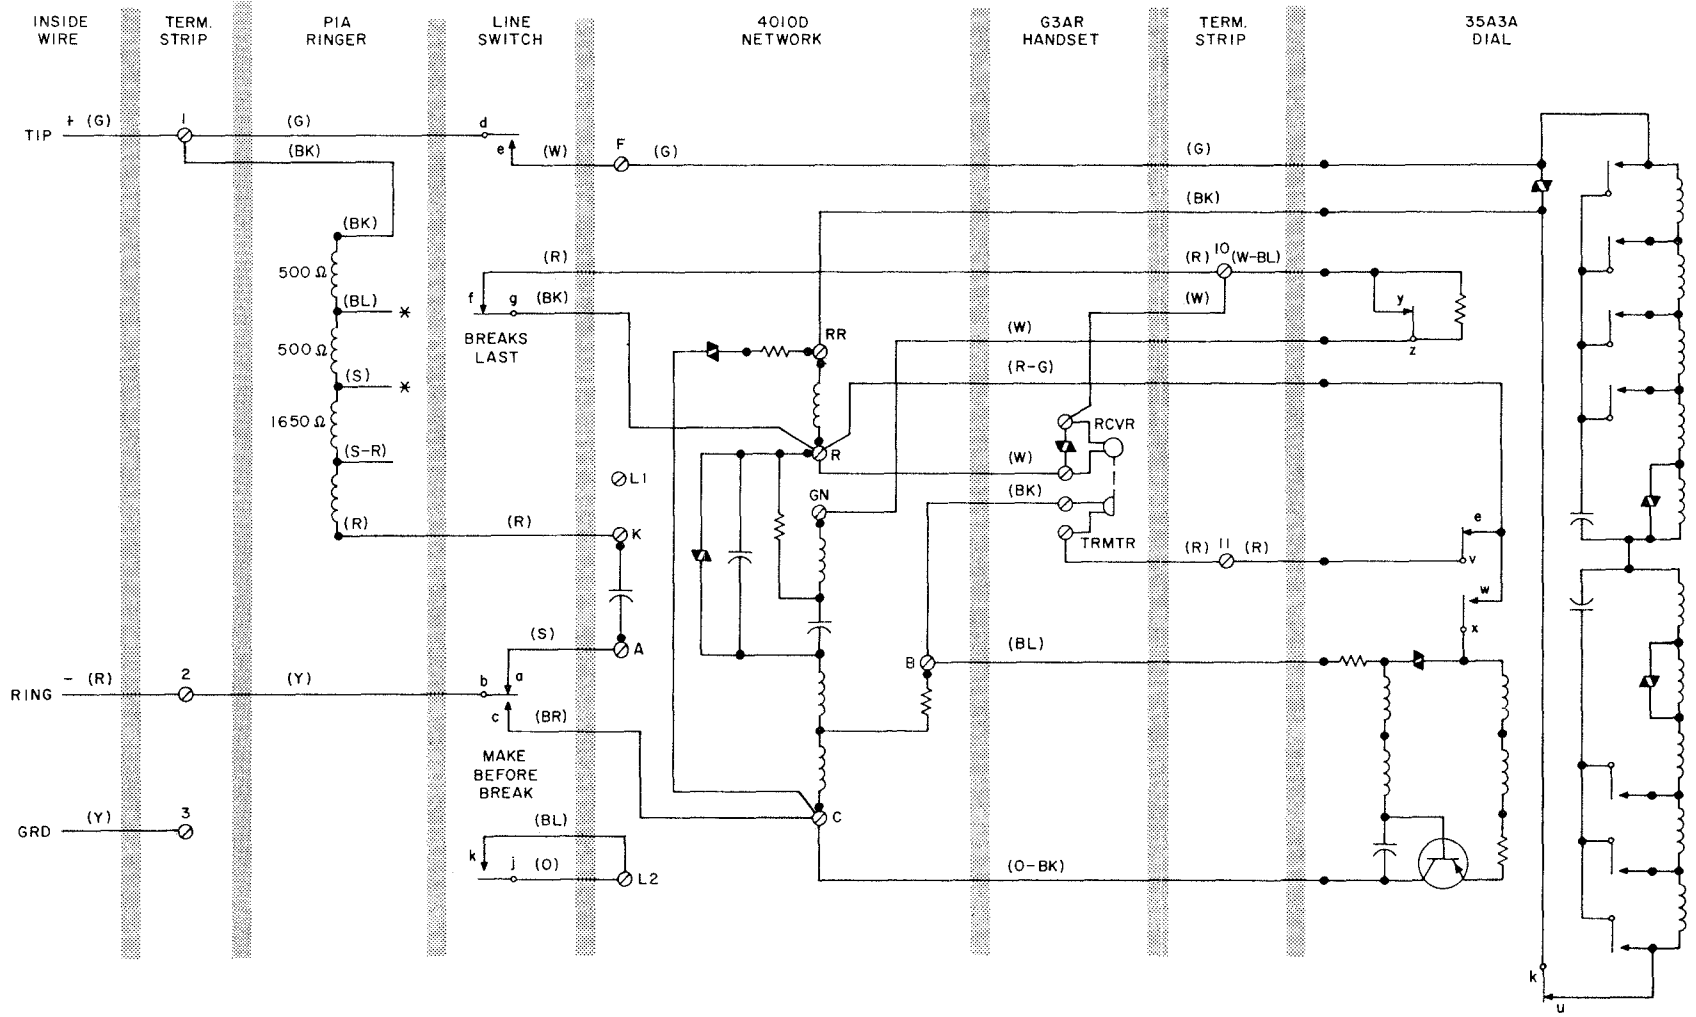 INSIDE WIRE
TERM. STRIP
P1A RINGER
LINE SWITCH
4010D NETWORK
G3AR HANDSET
TERM. STRIP
35A3A DIAL
TIP + (G)
1
(G)
(BK)
d
e
(W)
F
(G)
(G)
(BK)
(BK)
500 Ω
(BL) *
500 Ω
(S) *
1650 Ω
(S-R)
(R)
(R)
K
f
g
(R)
(BK)
BREAKS
LAST
(R) 10 (W-BL)
(W)
y
z
RR
(W)
(R-G)
RCVR
R
(W)
L1
GN
(BK)
TRMTR
(R) 11 (R)
e
v
w
x
(S)
A
B
(BL)
RING - (R)
2
(Y)
b
a
c
(BR)
MAKE
BEFORE
BREAK
C
GRD (Y)
3
(BL)
k
j
(O)
L2
(O-BK)
k
u